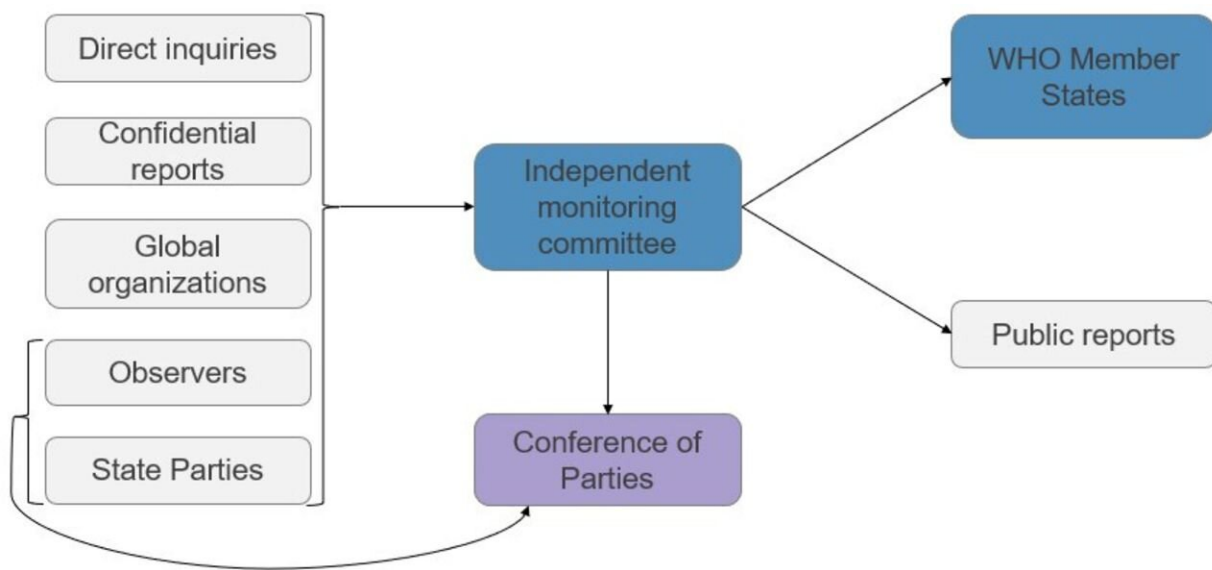 Direct inquiries
Confidential
reports
Global
organizations
Observers
State Parties
Independent
monitoring
committee
Conference of
Parties
WHO Member
States
Public reports